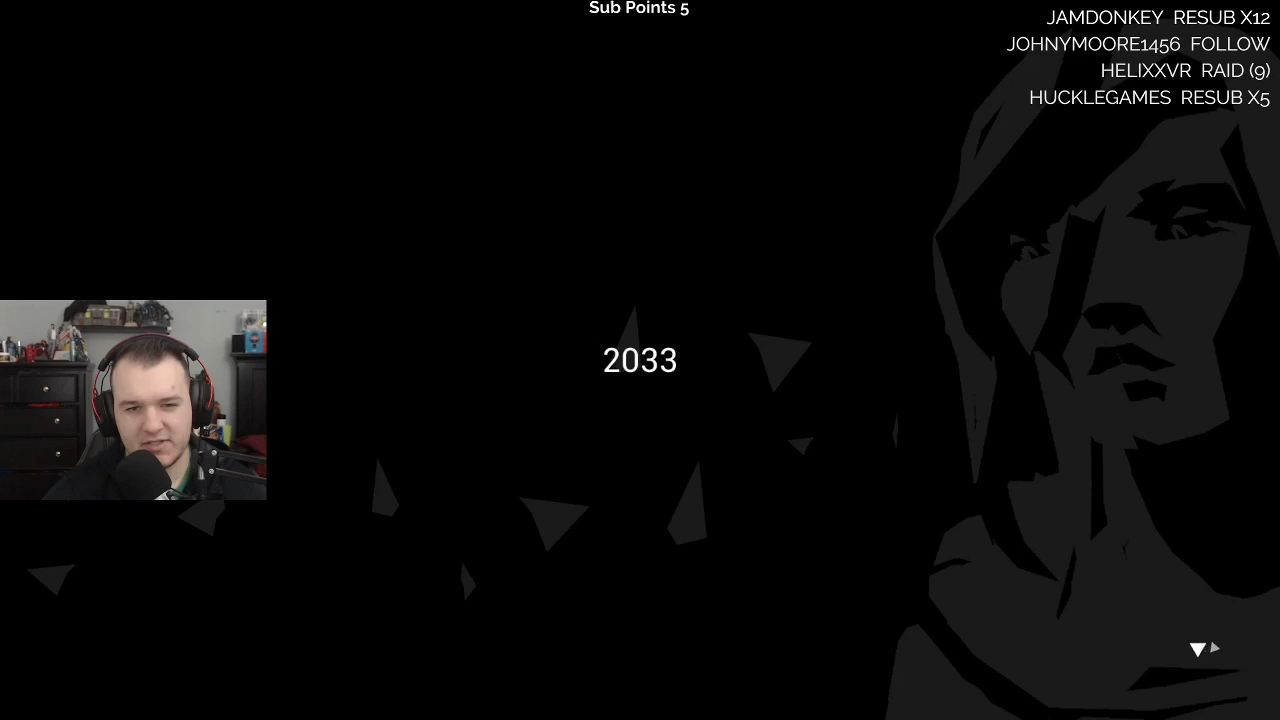 Sub Points 5
JAMDONKEY RESUB X12
JOHNYMOORE1456 FOLLOW
HELIXXVR RAID (9)
HUCKLEGAMES RESUB X5
2033